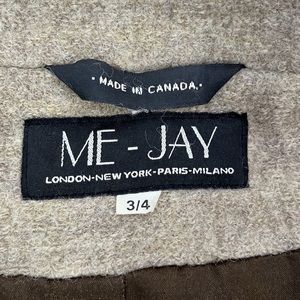 · MADE IN CANADA. ·
ME - JAY
LONDON-NEW YORK-PARIS-MILANO
3/4